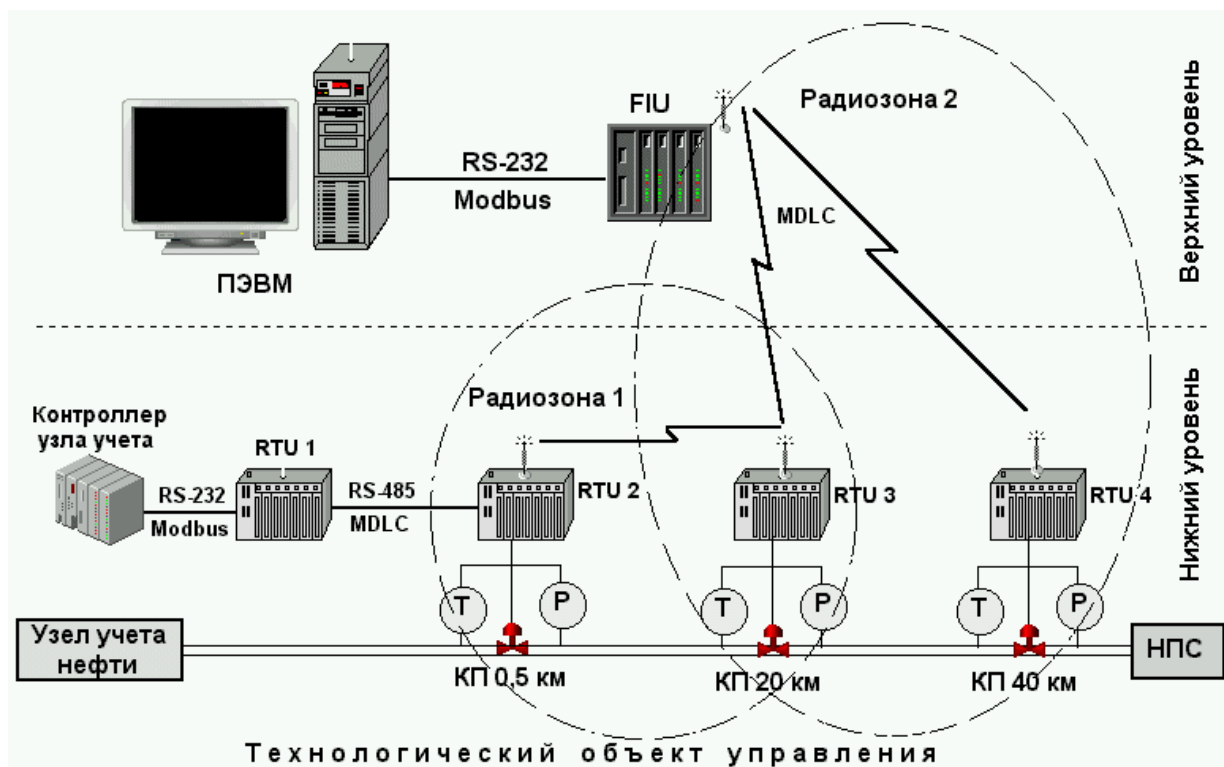 FIU
Радиозона 2
RS-232
Modbus
MDLC
ПЭВМ
Верхний уровень
Радиозона 1
Контроллер
узла учета
RTU 1
RS-232
Modbus
RS-485
MDLC
RTU 2
RTU 3
RTU 4
Нижний уровень
T
P
T
P
T
P
Узел учета
нефти
НПС
КП 0,5 км
КП 20 км
КП 40 км
Технологический объект управления